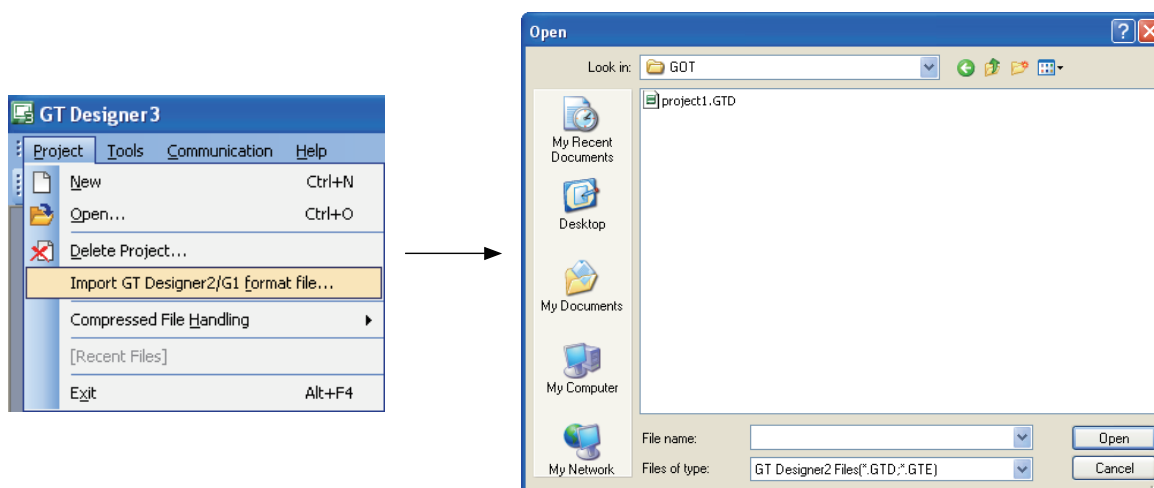 GT Designer3
Project Tools Communication Help
New Ctrl+N
Open... Ctrl+O
Delete Project...
Import GT Designer2/G1 format file...
Compressed File Handling
[Recent Files]
Exit Alt+F4
Open
Look in: GOT
project1.GTD
My Recent
Documents
Desktop
My Documents
My Computer
My Network
File name: Open
Files of type: GT Designer2 Files(*.GTD;*.GTE) Cancel